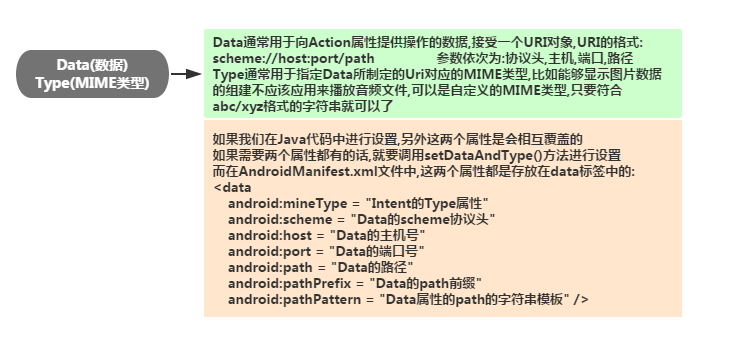 Data(数据)
Type(MIME类型)
Data通常用于向Action属性提供操作的数据,接受一个URI对象,URI的格式:
scheme://host:port/path 参数依次为:协议头,主机,端口,路径
Type通常用于指定Data所制定的Uri对应的MIME类型,比如能够显示图片数据
的组建不应该应用来播放音频文件,可以是自定义的MIME类型,只要符合
abc/xyz格式的字符串就可以了
如果我们在Java代码中进行设置,另外这两个属性是会相互覆盖的
如果需要两个属性都有的话,就要调用setDataAndType()方法进行设置
而在AndroidManifest.xml文件中,这两个属性都是存放在data标签中的:
<data
android:mineType = "Intent的Type属性"
android:scheme = "Data的scheme协议头"
android:host = "Data的主机号"
android:port = "Data的端口号"
android:path = "Data的路径"
android:pathPrefix = "Data的path前缀"
android:pathPattern = "Data属性的path的字符串模板" />